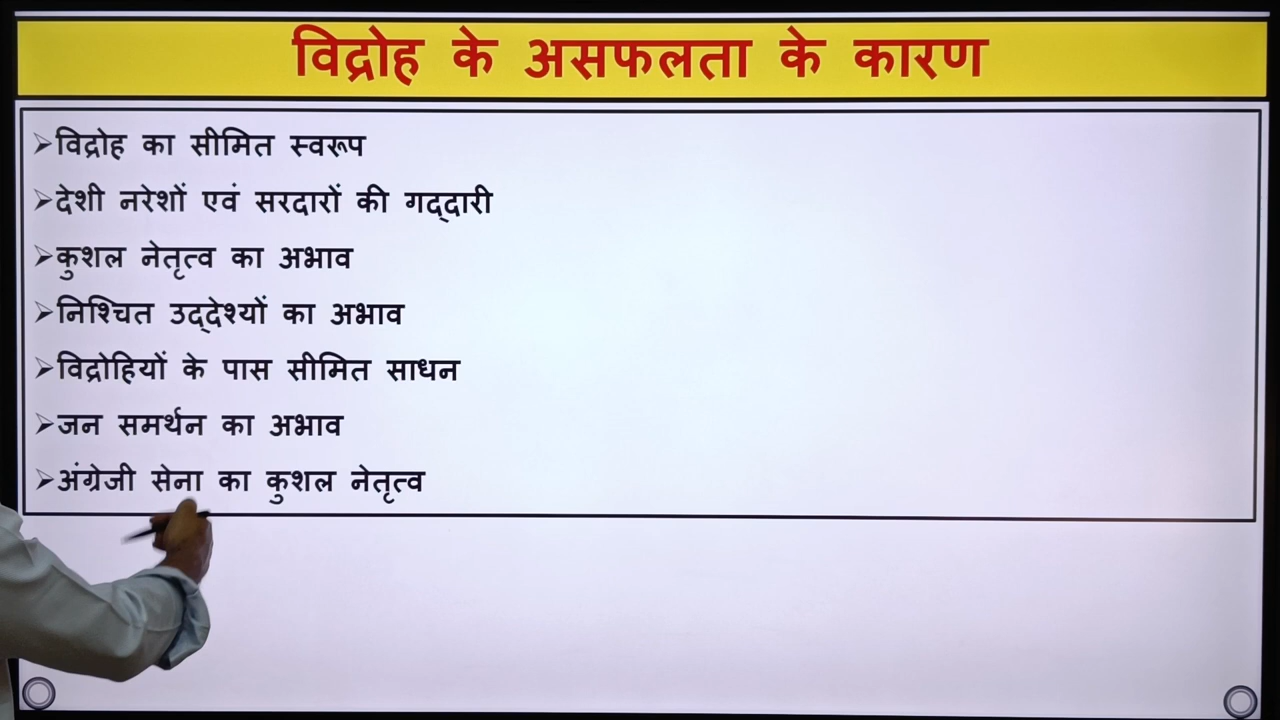 विद्रोह के असफलता के कारण
➢विद्रोह का सीमित स्वरूप
➢देशी नरेशों एवं सरदारों की गद्‌दारी
➢कुशल नेतृत्व का अभाव
➢निश्चित उद्‌देश्यों का अभाव
➢विद्रोहियों के पास सीमित साधन
➢जन समर्थन का अभाव
➢अंग्रेजी सेना का कुशल नेतृत्व